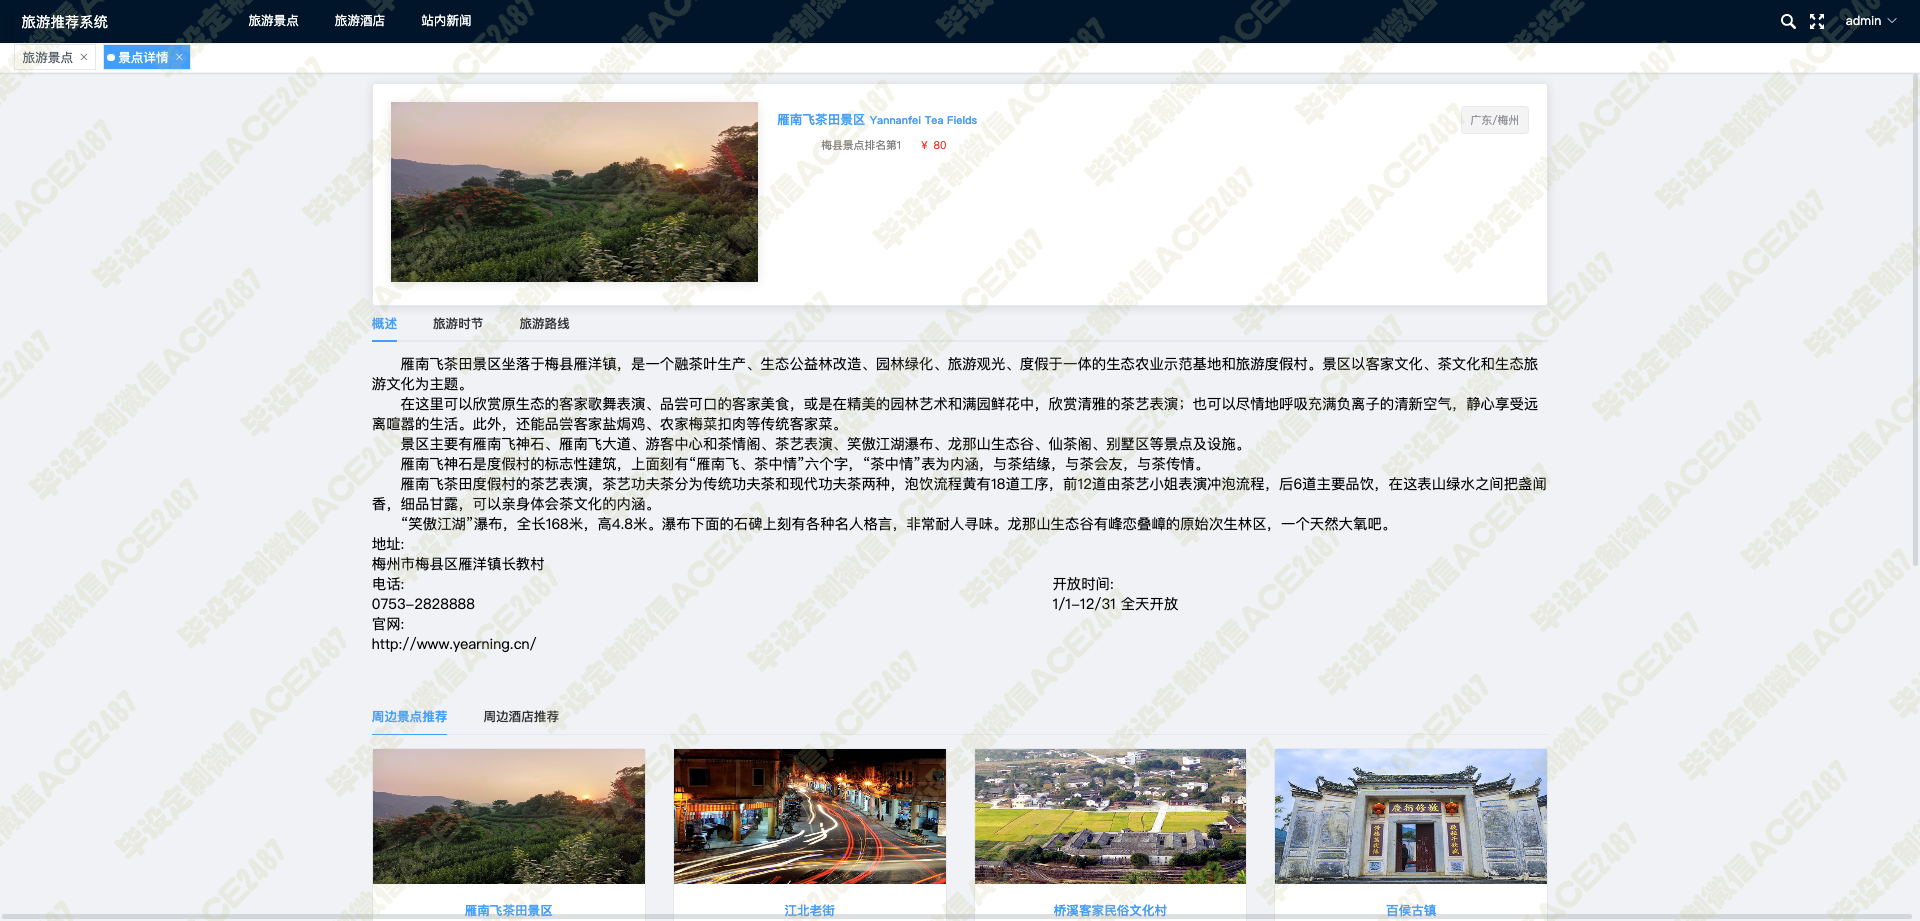 旅游推荐系统
旅游景点 旅游酒店 站内新闻
admin
旅游景点 × 景点详情 ×
雁南飞茶田景区 Yannanfei Tea Fields
广东/梅州
梅县景点排名第1 ¥ 80
概述 旅游时节 旅游路线
雁南飞茶田景区坐落于梅县雁洋镇，是一个融茶叶生产、生态公益林改造、园林绿化、旅游观光、度假于一体的生态农业示范基地和旅游度假村。景区以客家文化、茶文化和生态旅
游文化为主题。
在这里可以欣赏原生态的客家歌舞表演、品尝可口的客家美食，或是在精美的园林艺术和满园鲜花中，欣赏清雅的茶艺表演；也可以尽情地呼吸充满负离子的清新空气，静心享受远
离喧嚣的生活。此外，还能品尝客家盐焗鸡、农家梅菜扣肉等传统客家菜。
景区主要有雁南飞神石、雁南飞大道、游客中心和茶情阁、茶艺表演、笑傲江湖瀑布、龙那山生态谷、仙茶阁、别墅区等景点及设施。
雁南飞神石是度假村的标志性建筑，上面刻有“雁南飞、茶中情”六个字，“茶中情”表为内涵，与茶结缘，与茶会友，与茶传情。
雁南飞茶田度假村的茶艺表演，茶艺功夫茶分为传统功夫茶和现代功夫茶两种，泡饮流程黄有18道工序，前12道由茶艺小姐表演冲泡流程，后6道主要品饮，在这表山绿水之间把盏闻
香，细品甘露，可以亲身体会茶文化的内涵。
“笑傲江湖”瀑布，全长168米，高4.8米。瀑布下面的石碑上刻有各种名人格言，非常耐人寻味。龙那山生态谷有峰恋叠嶂的原始次生林区，一个天然大氧吧。
地址:
梅州市梅县区雁洋镇长教村
电话:
0753-2828888
开放时间:
1/1-12/31 全天开放
官网:
http://www.yearning.cn/
周边景点推荐 周边酒店推荐
雁南飞茶田景区 江北老街 桥溪客家民俗文化村 百侯古镇
毕设定制微信ACE2487